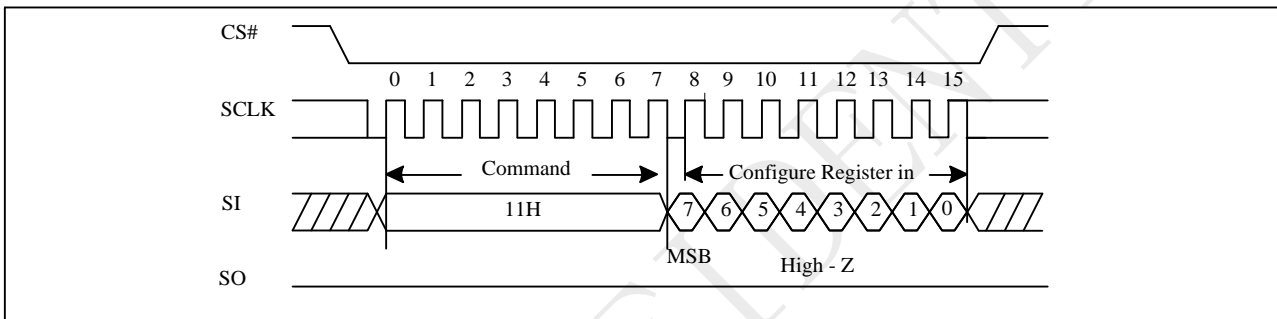 CS#
0 1 2 3 4 5 6 7 8 9 10 11 12 13 14 15
SCLK
Command Configure Register in
SI 11H 7 6 5 4 3 2 1 0
MSB High - Z
SO